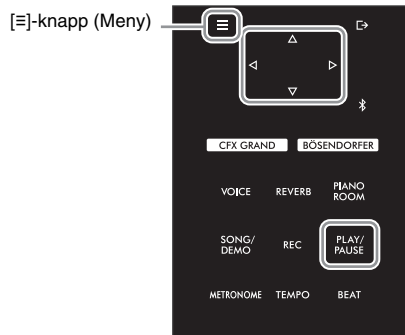 [≡]-knapp (Meny)
CFX GRAND BÖSENDORFER
VOICE REVERB PIANO
ROOM
SONG/
DEMO REC PLAY/
PAUSE
METRONOME TEMPO BEAT